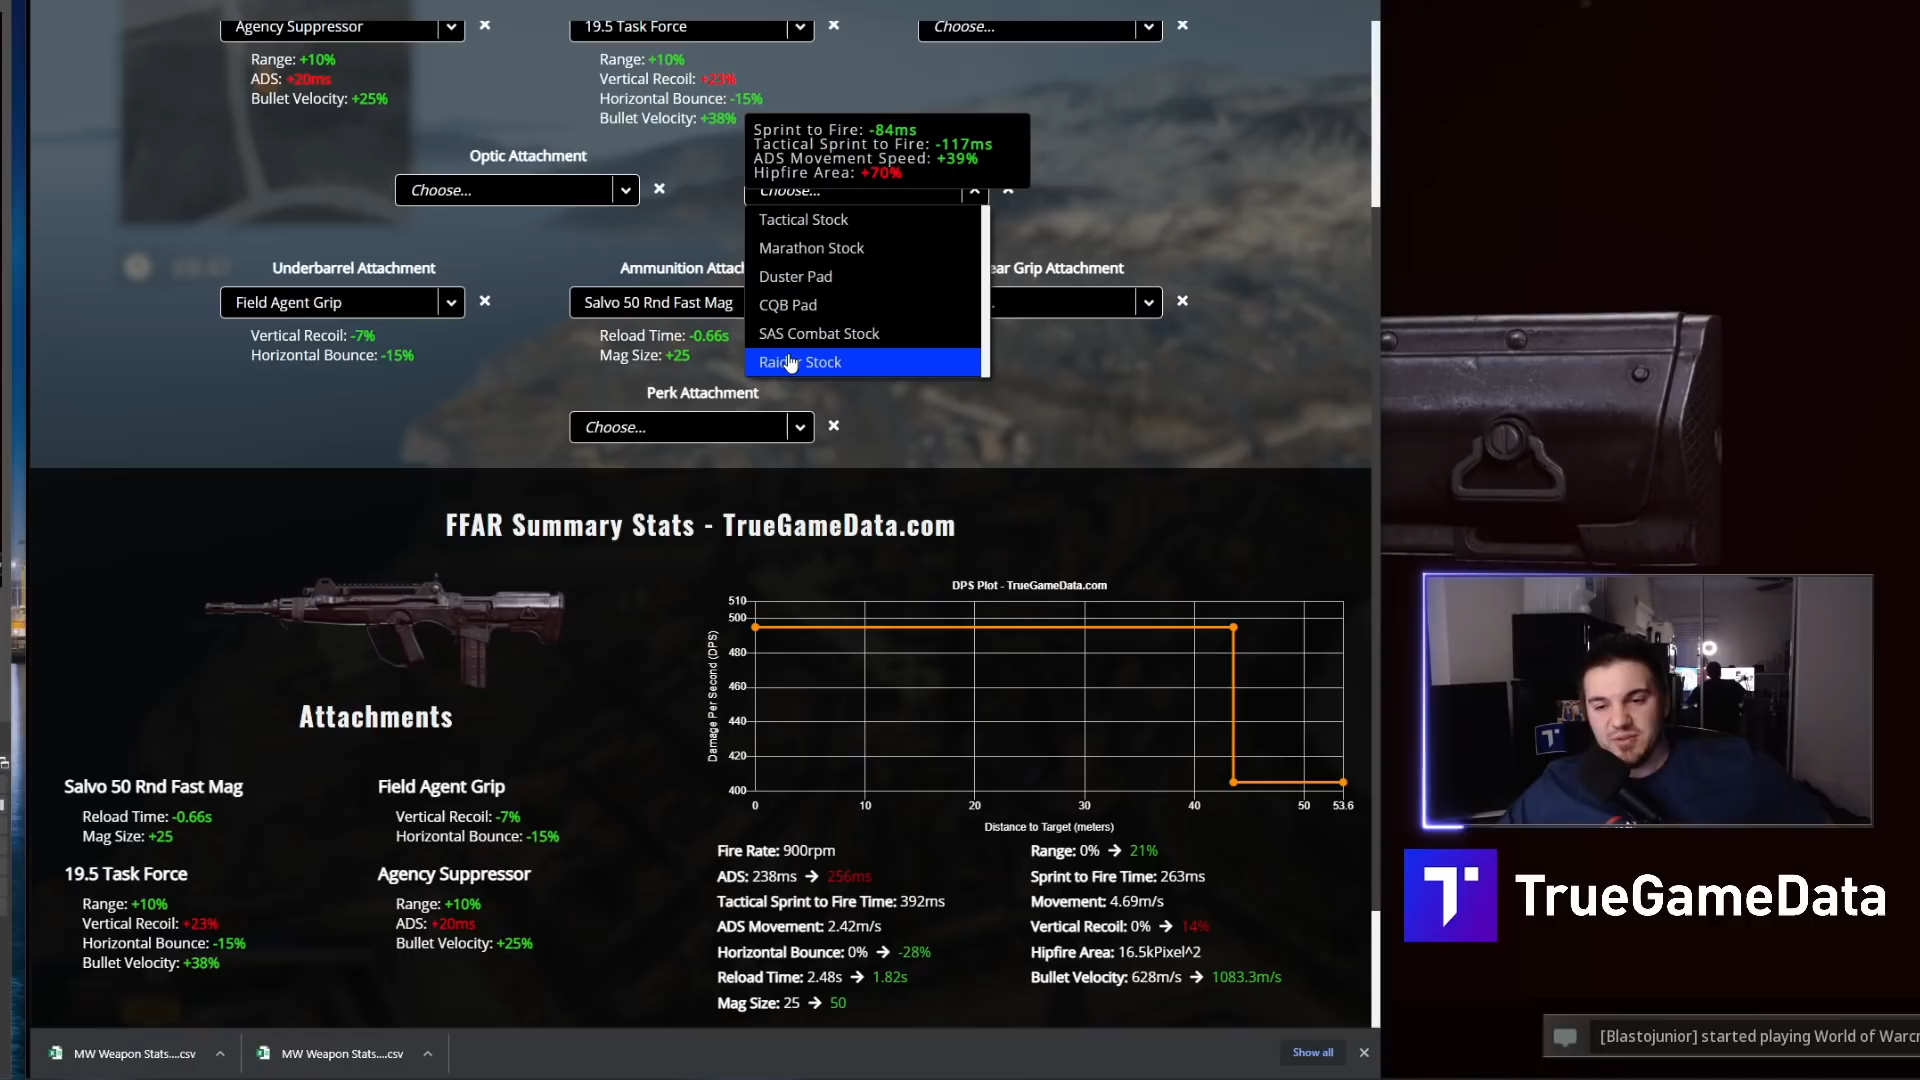 Agency Suppressor
19.5 Task Force
Choose...
Range: +10%
ADS: +20ms
Bullet Velocity: +25%
Range: +10%
Vertical Recoil: +23%
Horizontal Bounce: -15%
Bullet Velocity: +38%
Sprint to Fire: -84ms
Tactical Sprint to Fire: -117ms
ADS Movement Speed: +39%
Hipfire Area: +70%
Optic Attachment
Choose...
Choose...
Tactical Stock
Marathon Stock
Duster Pad
CQB Pad
SAS Combat Stock
Raider Stock
Underbarrel Attachment
Field Agent Grip
Vertical Recoil: -7%
Horizontal Bounce: -15%
Ammunition Attac
Salvo 50 Rnd Fast Mag
Reload Time: -0.66s
Mag Size: +25
ear Grip Attachment
Perk Attachment
Choose...
FFAR Summary Stats - TrueGameData.com
Attachments
Salvo 50 Rnd Fast Mag
Reload Time: -0.66s
Mag Size: +25
Field Agent Grip
Vertical Recoil: -7%
Horizontal Bounce: -15%
19.5 Task Force
Range: +10%
Vertical Recoil: +23%
Horizontal Bounce: -15%
Bullet Velocity: +38%
Agency Suppressor
Range: +10%
ADS: +20ms
Bullet Velocity: +25%
DPS Plot - TrueGameData.com
Damage Per Second (DPS)
510
500
480
460
440
420
400
0 10 20 30 40 50 53.6
Distance to Target (meters)
Fire Rate: 900rpm
ADS: 238ms → 256ms
Tactical Sprint to Fire Time: 392ms
ADS Movement: 2.42m/s
Horizontal Bounce: 0% → -28%
Reload Time: 2.48s → 1.82s
Mag Size: 25 → 50
Range: 0% → 21%
Sprint to Fire Time: 263ms
Movement: 4.69m/s
Vertical Recoil: 0% → 14%
Hipfire Area: 16.5kPixel^2
Bullet Velocity: 628m/s → 1083.3m/s
TrueGameData
[Blastojunior] started playing World of Warcr
MW Weapon Stats....csv
MW Weapon Stats....csv
Show all